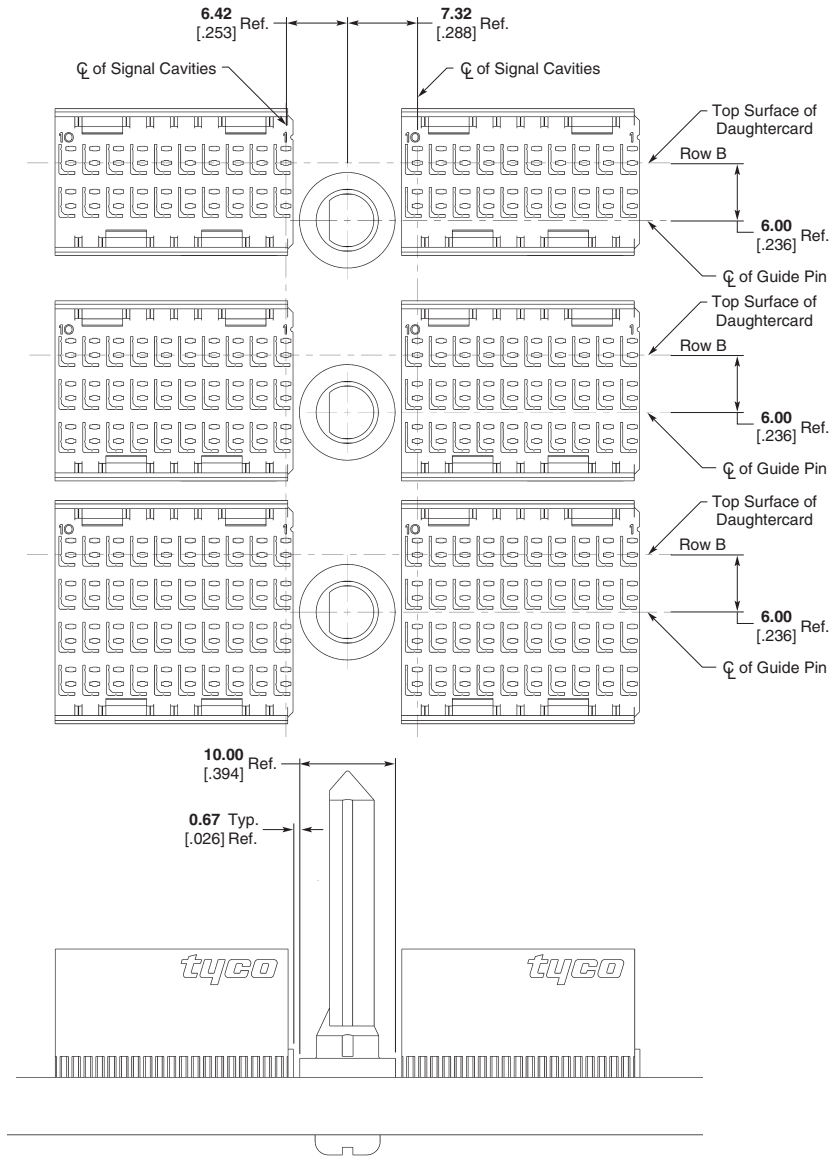 6.42
[.253] Ref.
7.32
[.288] Ref.
℄ of Signal Cavities
℄ of Signal Cavities
10
1
10
1
Top Surface of
Daughtercard
Row B
6.00
[.236] Ref.
℄ of Guide Pin
10
1
10
1
Top Surface of
Daughtercard
Row B
6.00
[.236] Ref.
℄ of Guide Pin
10
1
10
1
Top Surface of
Daughtercard
Row B
6.00
[.236] Ref.
℄ of Guide Pin
10.00
[.394] Ref.
0.67 Typ.
[.026] Ref.
tyco
tyco